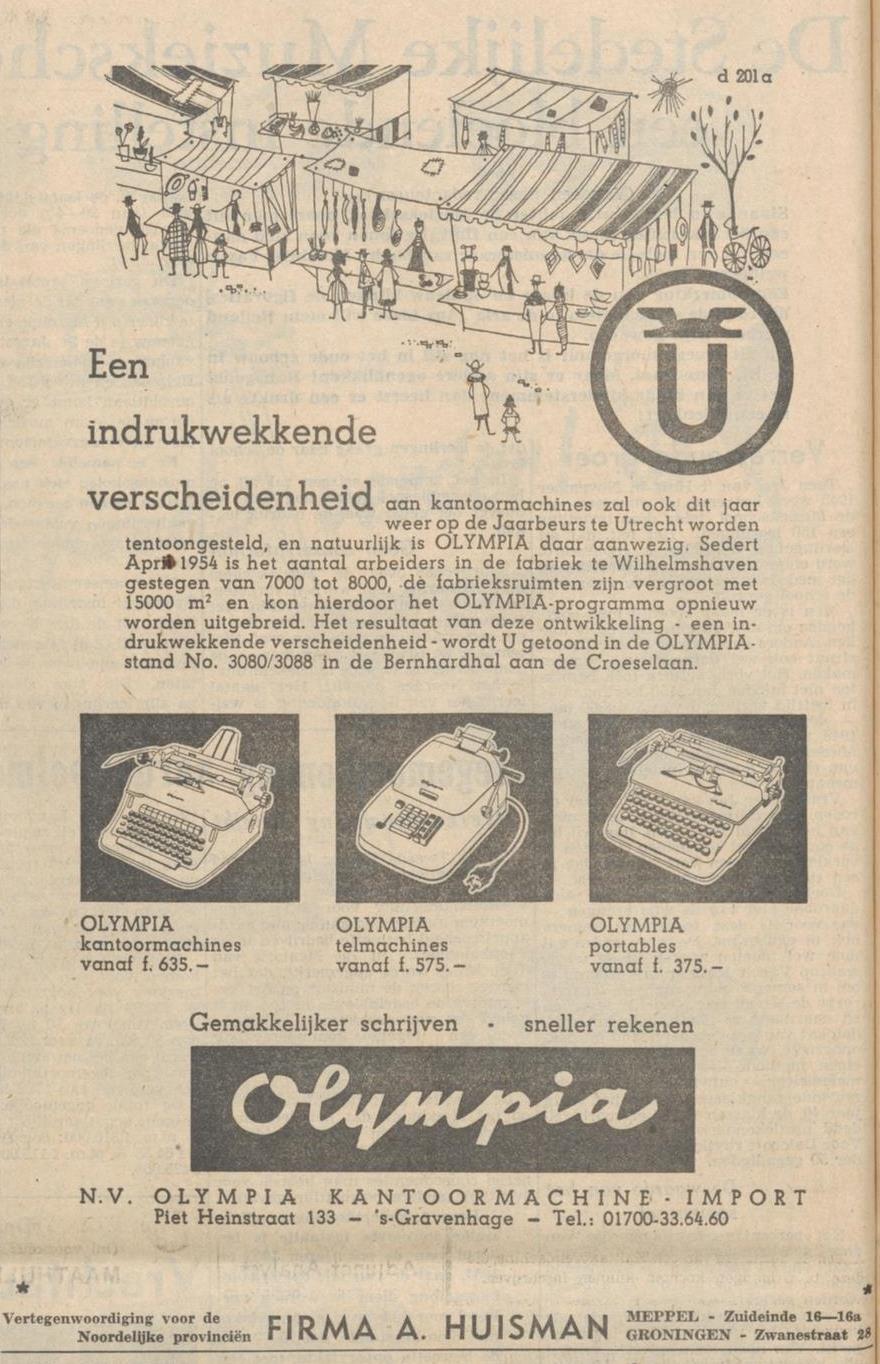 d 201a
U
Een
indrukwekkende
verscheidenheid aan kantoormachines zal ook dit jaar
weer op de Jaarbeurs te Utrecht worden
tentoongesteld, en natuurlijk is OLYMPIA daar aanwezig. Sedert
April 1954 is het aantal arbeiders in de fabriek te Wilhelmshaven
gestegen van 7000 tot 8000, de fabrieksruimten zijn vergroot met
15000 m² en kon hierdoor het OLYMPIA-programma opnieuw
worden uitgebreid. Het resultaat van deze ontwikkeling - een in-
drukwekkende verscheidenheid - wordt U getoond in de OLYMPIA-
stand No. 3080/3088 in de Bernhardhal aan de Croeselaan.
OLYMPIA
kantoormachines
vanaf f. 635.—
OLYMPIA
telmachines
vanaf f. 575.—
OLYMPIA
portables
vanaf f. 375.—
Gemakkelijker schrijven - sneller rekenen
Olympia
N.V. OLYMPIA KANTOORMACHINE - IMPORT
Piet Heinstraat 133 — 's-Gravenhage — Tel.: 01700-33.64.60
Vertegenwoordiging voor de
Noordelijke provinciën
FIRMA A. HUISMAN
MEPPEL - Zuideinde 16—16a
GRONINGEN - Zwanestraat 28